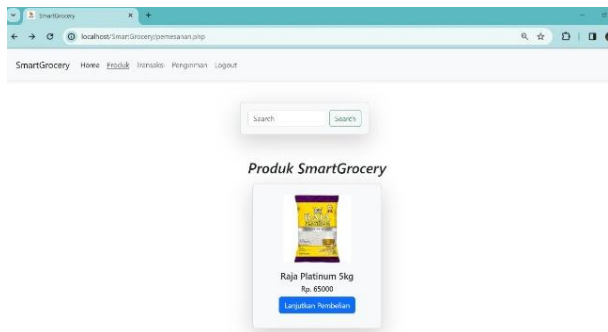 SmartGrocery
localhost/SmartGrocery/pemesanan.php
SmartGrocery Home Produk Transaksi Pengiriman Logout
Search Search
Produk SmartGrocery
Raja Platinum 5kg
Rp. 65000
Lanjutkan Pembelian